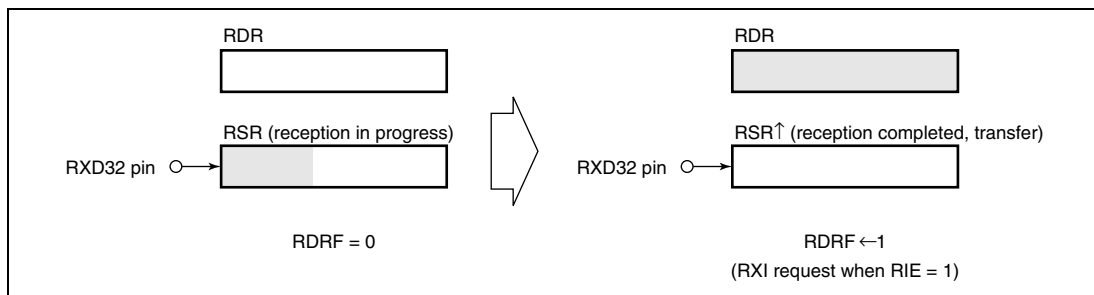 RDR
RSR (reception in progress)
RXD32 pin
RDRF = 0
RDR
RSR↑ (reception completed, transfer)
RXD32 pin
RDRF ←1
(RXI request when RIE = 1)